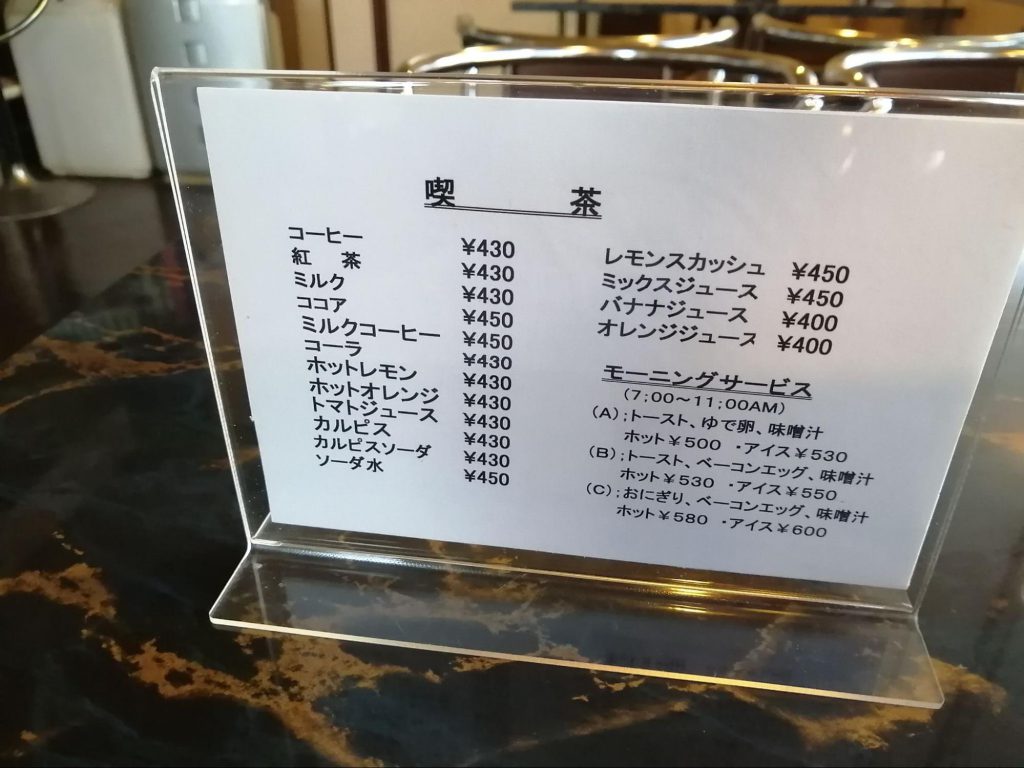 喫 茶
コーヒー ¥430
紅 茶 ¥430
ミルク ¥430
ココア ¥450
ミルクコーヒー ¥450
コーラ ¥430
ホットレモン ¥430
ホットオレンジ ¥430
トマトジュース ¥430
カルピス ¥430
カルピスソーダ ¥430
ソーダ水 ¥450
レモンスカッシュ ¥450
ミックスジュース ¥450
バナナジュース ¥400
オレンジジュース ¥400
モーニングサービス
(7;00～11;00AM)
(A);トースト、ゆで卵、味噌汁
ホット¥500 ・アイス¥530
(B);トースト、ベーコンエッグ、味噌汁
ホット¥530 ・アイス¥550
(C);おにぎり、ベーコンエッグ、味噌汁
ホット¥580 ・アイス¥600